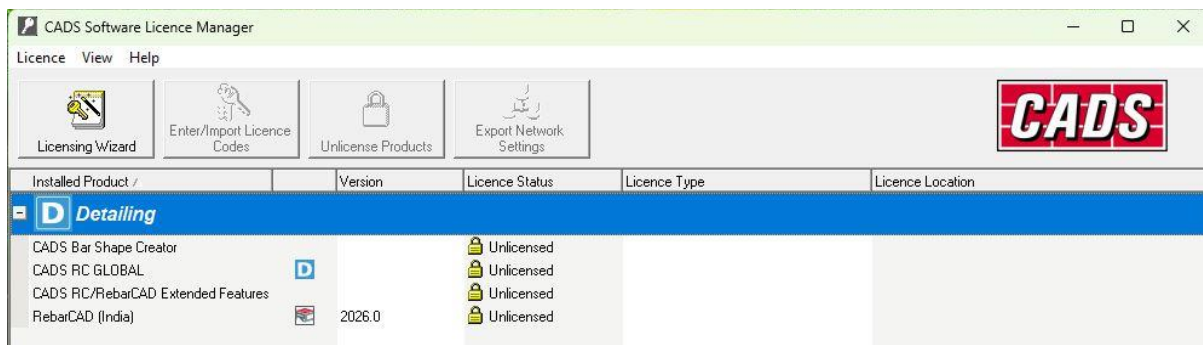 CADS Software Licence Manager
Licence View Help
Licensing Wizard
Enter/Import Licence
Codes
Unlicense Products
Export Network
Settings
CADS
Installed Product / Version Licence Status Licence Type Licence Location
D Detailing
CADS Bar Shape Creator Unlicensed
CADS RC GLOBAL D Unlicensed
CADS RC/RebarCAD Extended Features Unlicensed
RebarCAD (India) 2026.0 Unlicensed